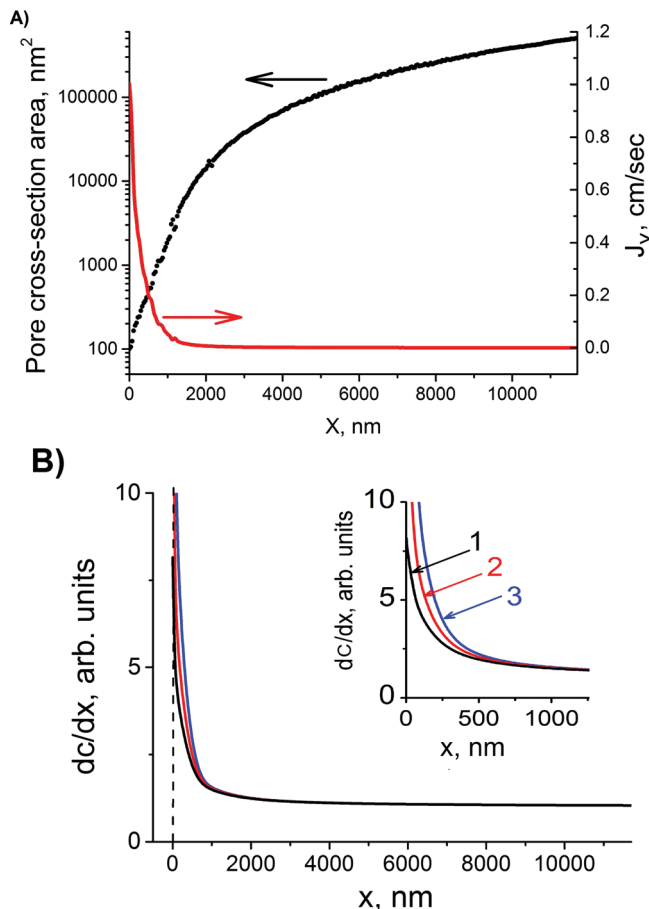 A)
Pore cross-section area, nm²
100000
10000
1000
100
1.2
1.0
0.8
0.6
0.4
0.2
0.0
J_V, cm/sec
0 2000 4000 6000 8000 10000
X, nm
B)
dc/dx, arb. units
10
5
0
0 2000 4000 6000 8000 10000
x, nm
dc/dx, arb. units
10
5
2
0
1
2
3
0 500 1000
x, nm